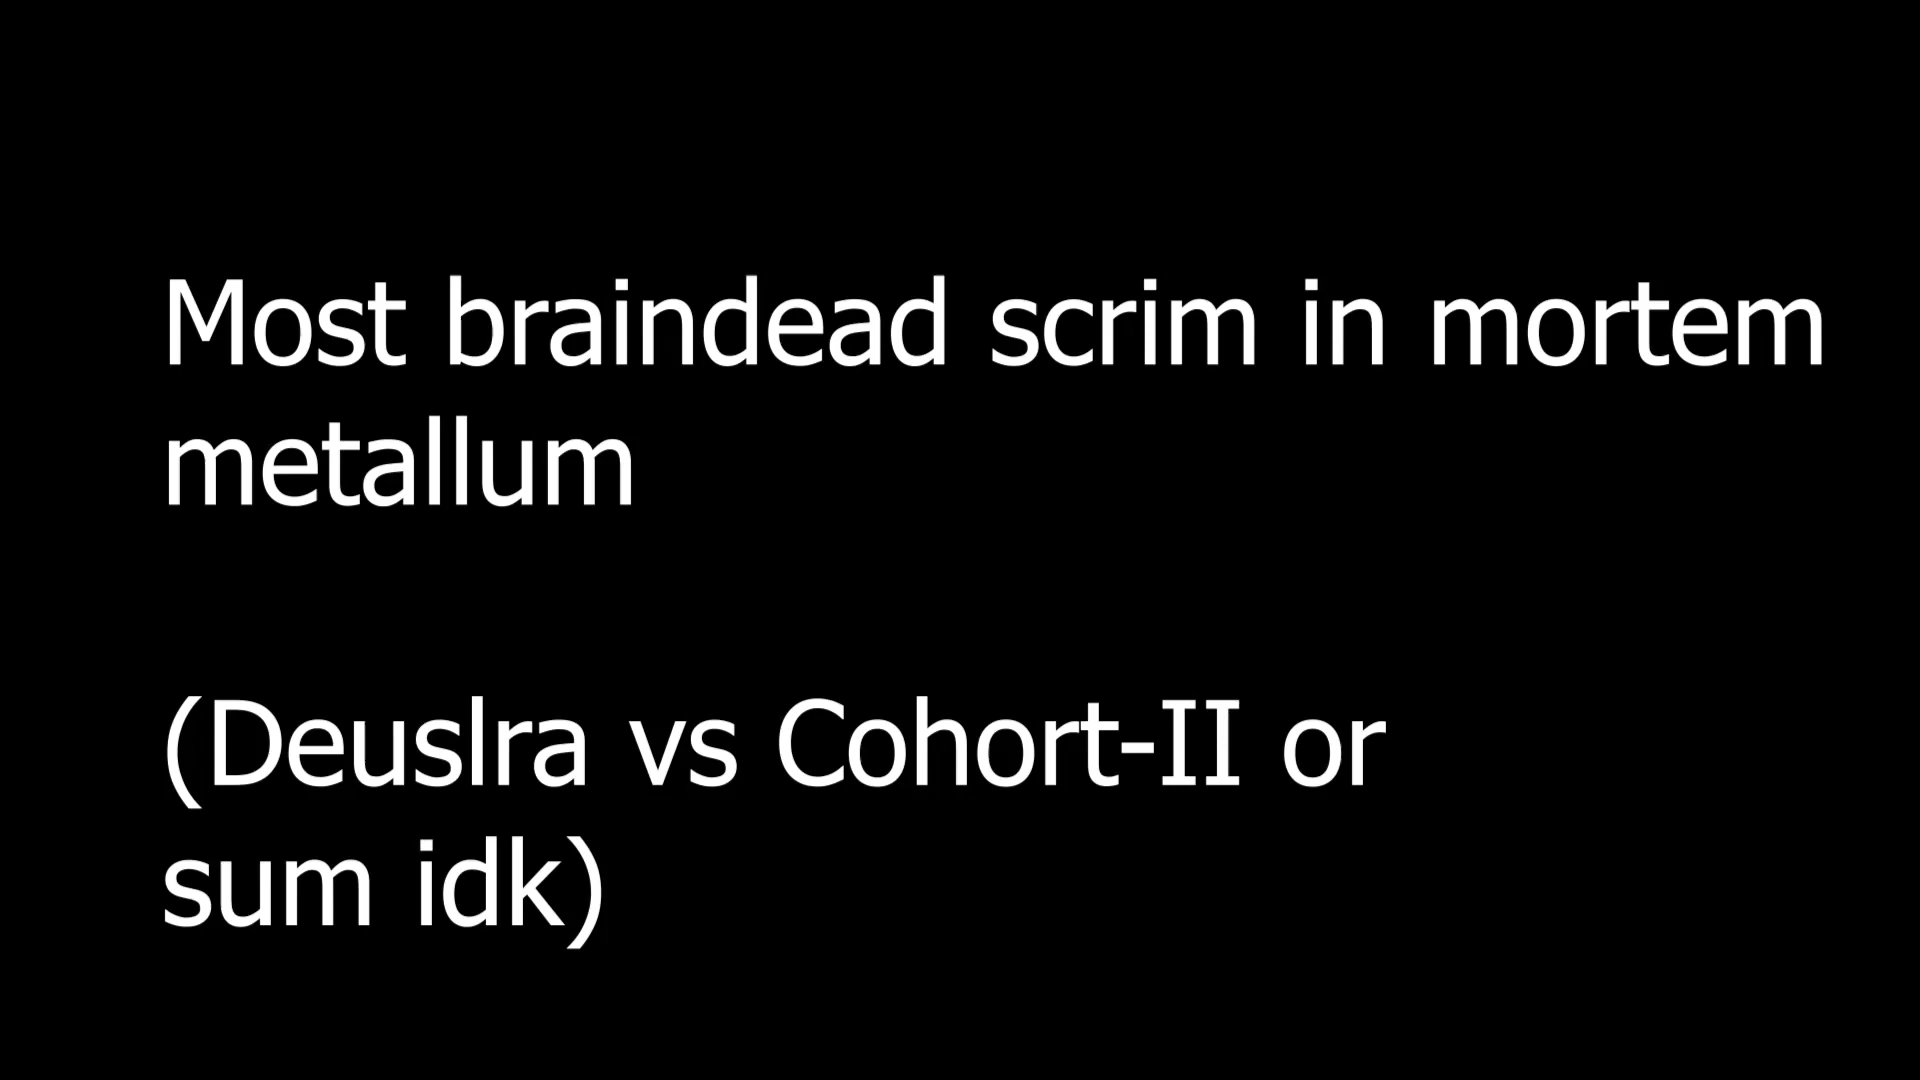 Most braindead scrim in mortem
metallum
(Deuslra vs Cohort-II or
sum idk)